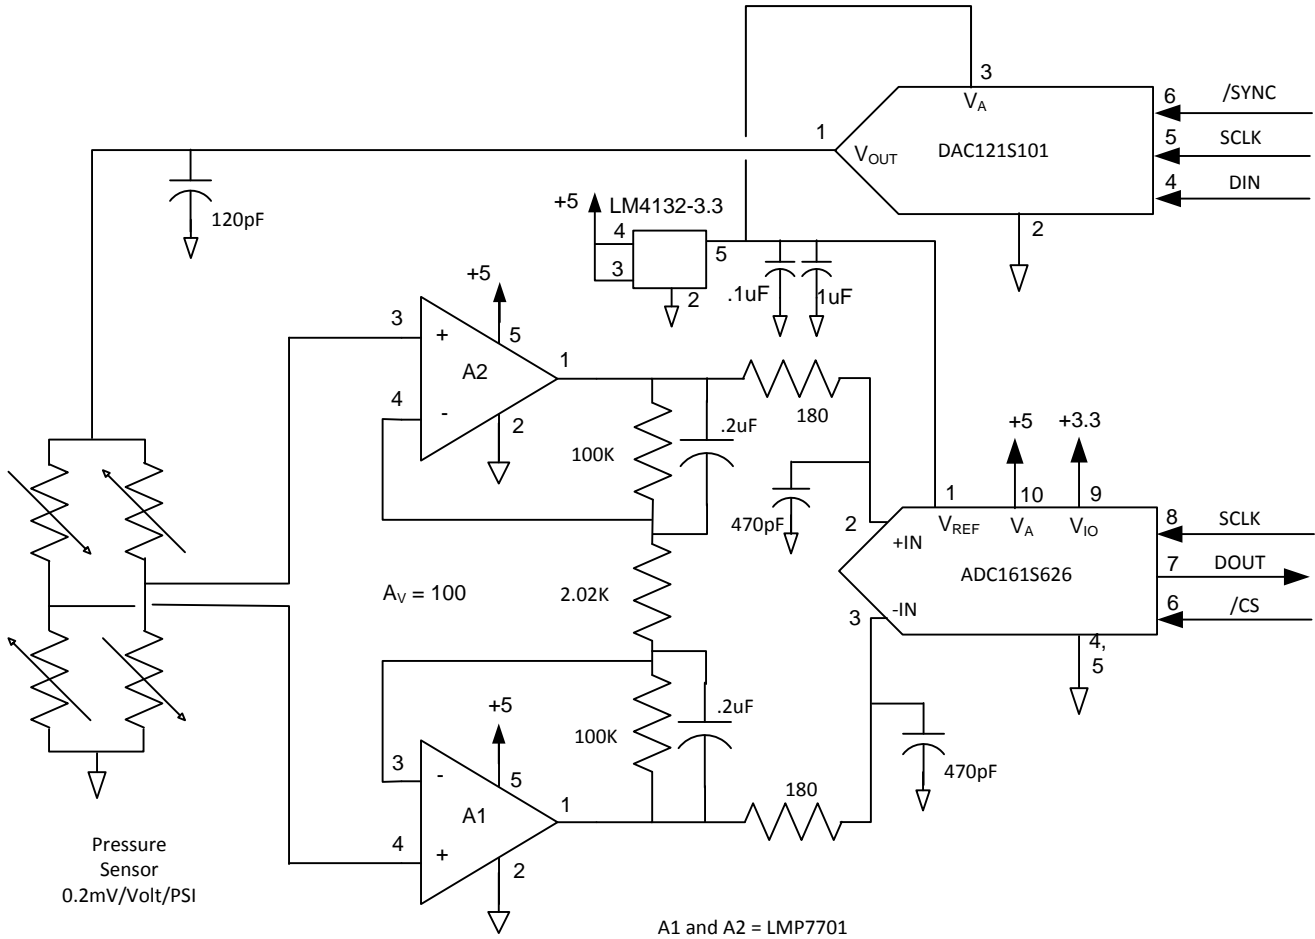 3
VA
6
/SYNC
1
VOUT
DAC121S101
5
SCLK
4
DIN
2
120pF
+5
LM4132-3.3
4
3
5
2
.1uF
1uF
+5
3
+
5
A2
1
4
-
2
180
100K
.2uF
+5
+3.3
470pF
1
10
9
2
+IN
VREF
VA
VIO
8
SCLK
ADC161S626
7
DOUT
AV = 100
2.02K
-IN
3
6
/CS
4,
5
+5
.2uF
100K
3
-
5
A1
1
180
470pF
4
+
2
Pressure
Sensor
0.2mV/Volt/PSI
A1 and A2 = LMP7701